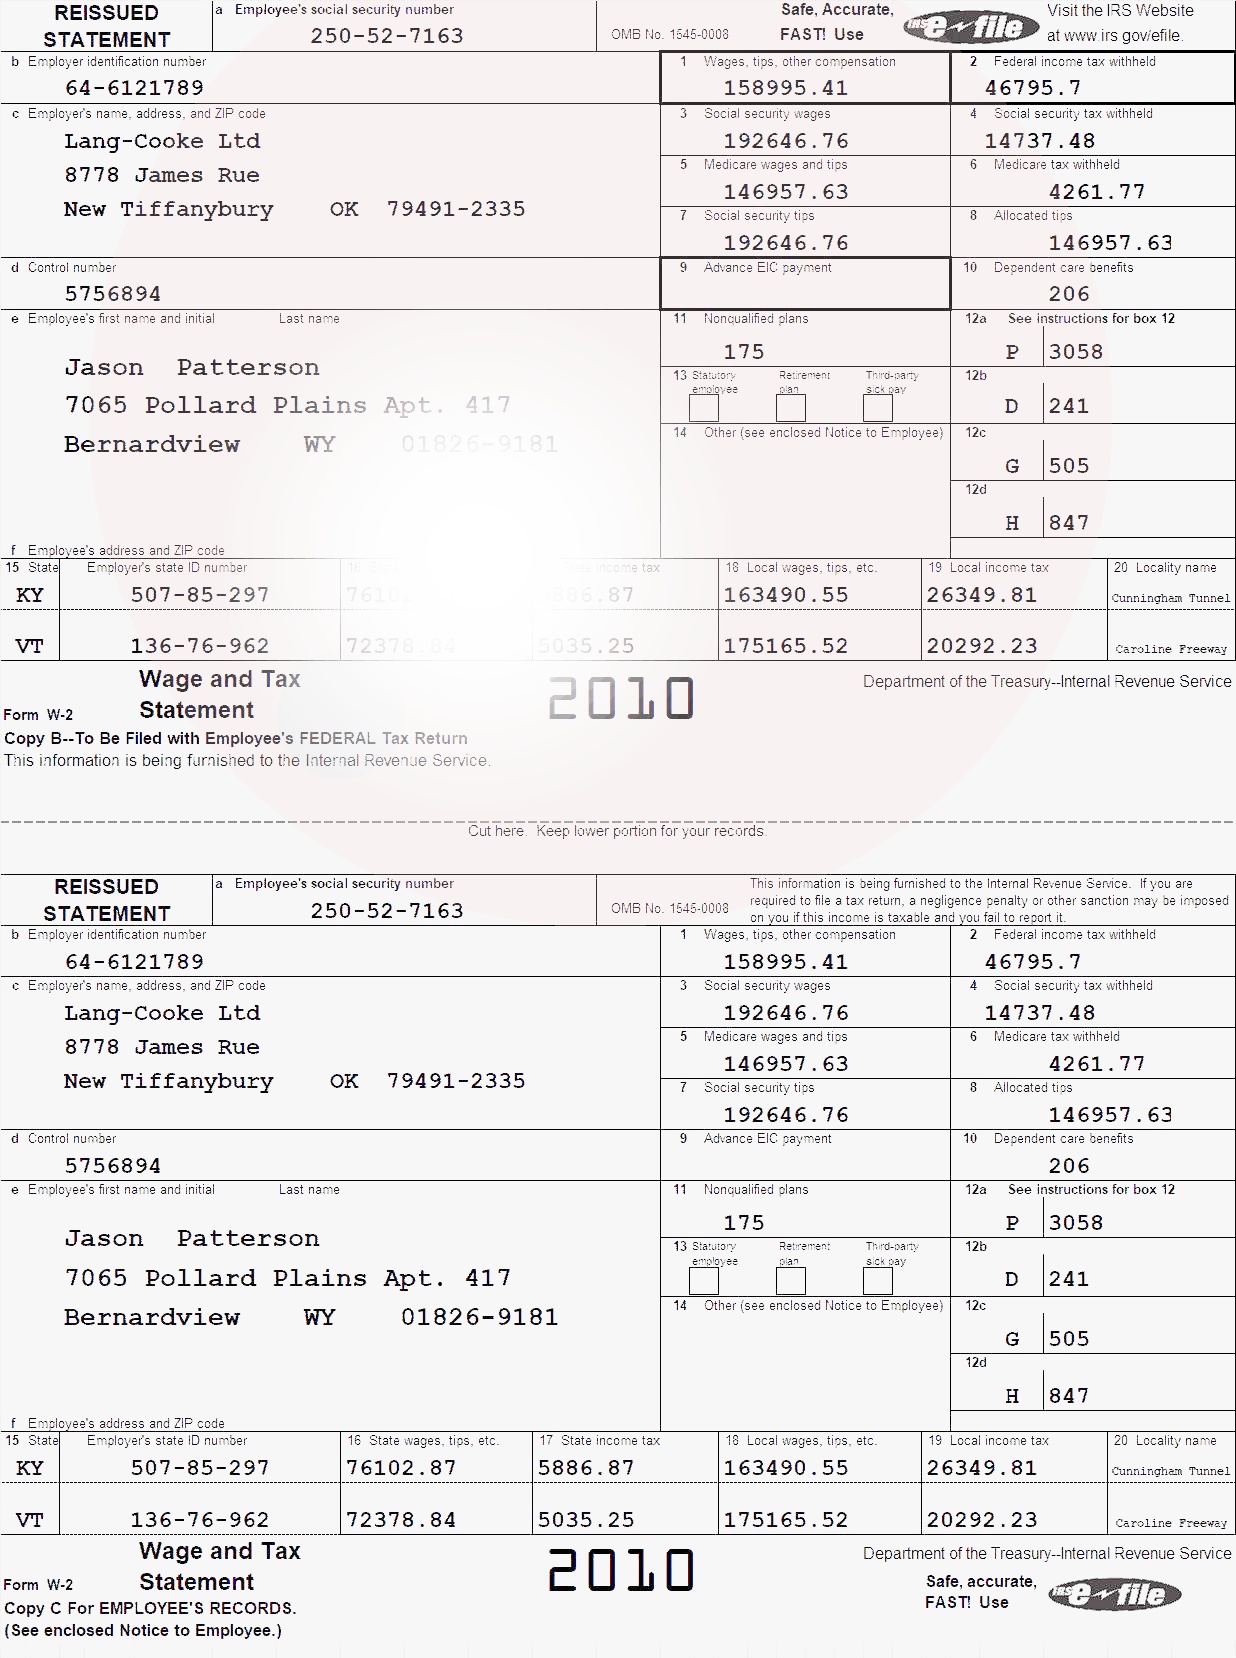 REISSUED STATEMENT
a Employee's social security number
250-52-7163
OMB No. 1545-0008
Safe, Accurate, FAST! Use
IRS e-file
Visit the IRS Website at www.irs.gov/efile.
b Employer identification number
64-6121789
1 Wages, tips, other compensation
158995.41
2 Federal income tax withheld
46795.7
c Employer's name, address, and ZIP code
Lang-Cooke Ltd
8778 James Rue
New Tiffanybury OK 79491-2335
3 Social security wages
192646.76
4 Social security tax withheld
14737.48
5 Medicare wages and tips
146957.63
6 Medicare tax withheld
4261.77
7 Social security tips
192646.76
8 Allocated tips
146957.63
d Control number
5756894
9 Advance EIC payment
10 Dependent care benefits
206
e Employee's first name and initial Last name
Jason Patterson
7065 Pollard Plains Apt. 417
Bernardview WY 01826-9181
11 Nonqualified plans
175
12a See instructions for box 12
P 3058
13 Statutory employee Retirement plan Third-party sick pay
12b
D 241
14 Other (see enclosed Notice to Employee)
12c
G 505
12d
H 847
f Employee's address and ZIP code
15 State Employer's state ID number income tax 18 Local wages, tips, etc. 19 Local income tax 20 Locality name
KY 507-85-297 163490.55 26349.81 Cunningham Tunnel
VT 136-76-962 72378.84 5035.25 175165.52 20292.23 Caroline Freeway
Wage and Tax
Form W-2 Statement
2010
Department of the Treasury--Internal Revenue Service
Copy B--To Be Filed with Employee's FEDERAL Tax Return
This information is being furnished to the Internal Revenue Service.
Cut here. Keep lower portion for your records.
REISSUED STATEMENT
a Employee's social security number
250-52-7163
OMB No. 1545-0008
This information is being furnished to the Internal Revenue Service. If you are
required to file a tax return, a negligence penalty or other sanction may be imposed
on you if this income is taxable and you fail to report it.
b Employer identification number
64-6121789
1 Wages, tips, other compensation
158995.41
2 Federal income tax withheld
46795.7
c Employer's name, address, and ZIP code
Lang-Cooke Ltd
8778 James Rue
New Tiffanybury OK 79491-2335
3 Social security wages
192646.76
4 Social security tax withheld
14737.48
5 Medicare wages and tips
146957.63
6 Medicare tax withheld
4261.77
7 Social security tips
192646.76
8 Allocated tips
146957.63
d Control number
5756894
9 Advance EIC payment
10 Dependent care benefits
206
e Employee's first name and initial Last name
Jason Patterson
7065 Pollard Plains Apt. 417
Bernardview WY 01826-9181
11 Nonqualified plans
175
12a See instructions for box 12
P 3058
13 Statutory employee Retirement plan Third-party sick pay
12b
D 241
14 Other (see enclosed Notice to Employee)
12c
G 505
12d
H 847
f Employee's address and ZIP code
15 State Employer's state ID number 16 State wages, tips, etc. 17 State income tax 18 Local wages, tips, etc. 19 Local income tax 20 Locality name
KY 507-85-297 76102.87 5886.87 163490.55 26349.81 Cunningham Tunnel
VT 136-76-962 72378.84 5035.25 175165.52 20292.23 Caroline Freeway
Wage and Tax
Form W-2 Statement
2010
Department of the Treasury--Internal Revenue Service
Safe, accurate, FAST! Use
IRS e-file
Copy C For EMPLOYEE'S RECORDS.
(See enclosed Notice to Employee.)